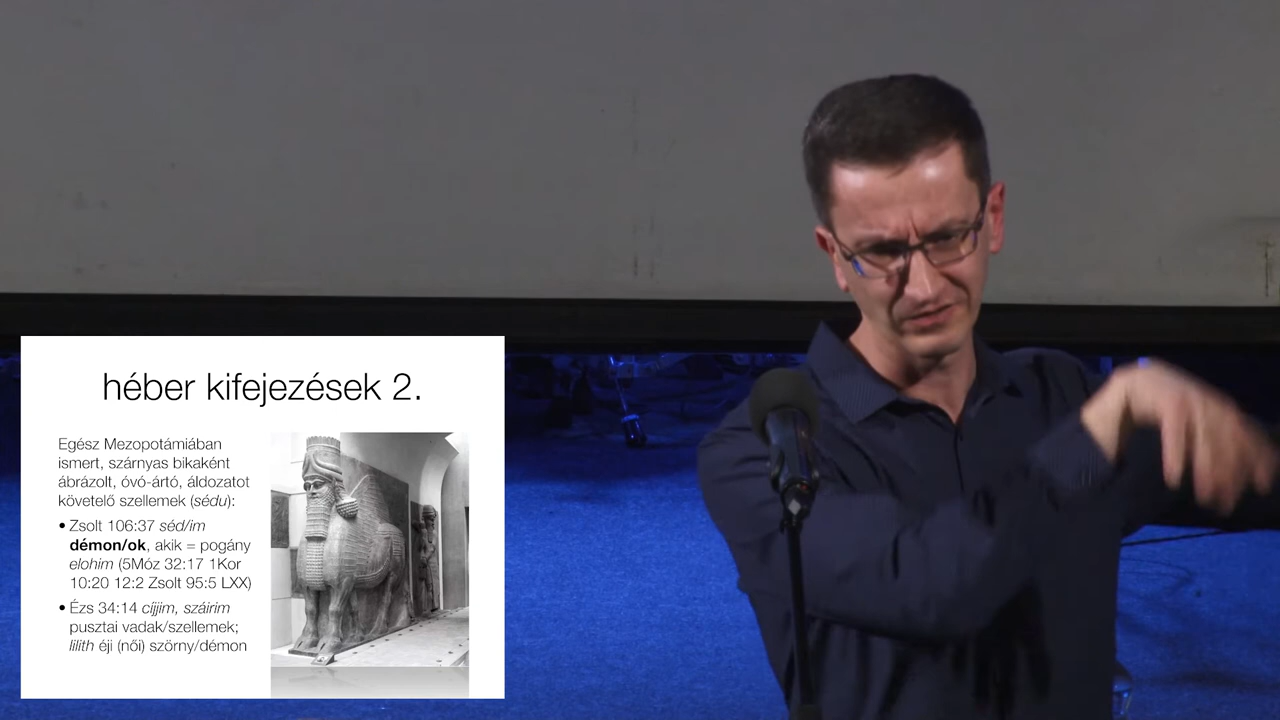 héber kifejezések 2.
Egész Mezopotámiában
ismert, szárnyas bikaként
ábrázolt, óvó-ártó, áldozatot
követelő szellemek (sédu):
• Zsolt 106:37 séd/im
démon/ok, akik = pogány
elohim (5Móz 32:17 1Kor
10:20 12:2 Zsolt 95:5 LXX)
• Ézs 34:14 cíjjim, száirim
pusztai vadak/szellemek;
lilith éji (női) szörny/démon